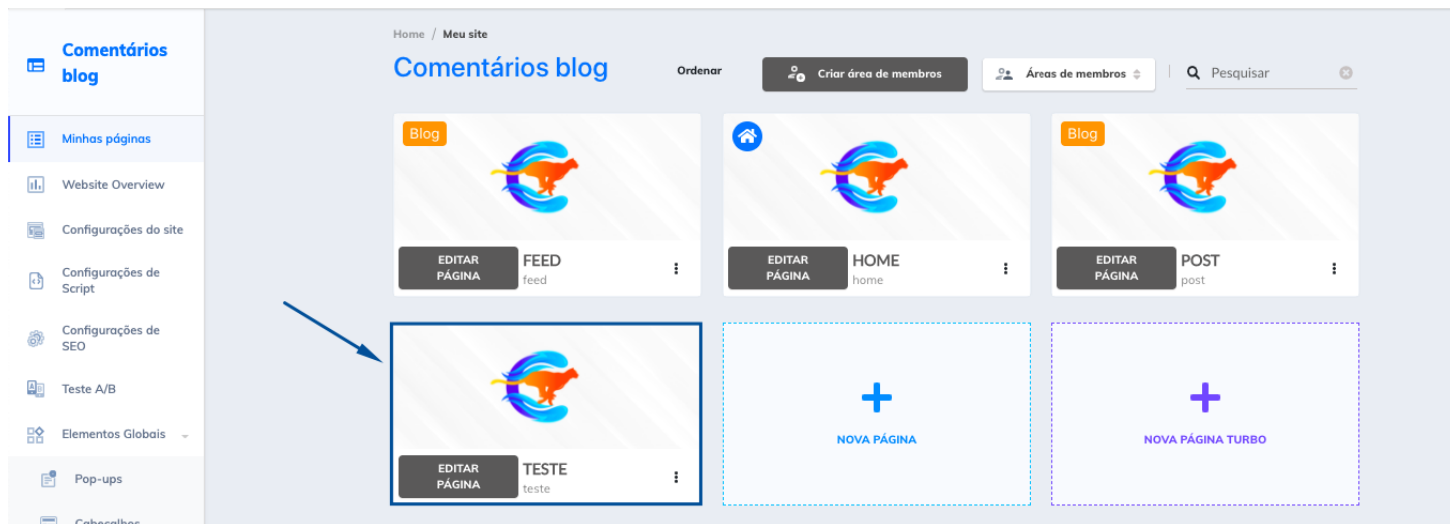 Comentários
blog
Minhas páginas
Website Overview
Configurações do site
Configurações de
Script
Configurações de
SEO
Teste A/B
Elementos Globais
Pop-ups
Cabeçalhos
Home / Meu site
Comentários blog
Ordenar
Criar área de membros
Áreas de membros
Pesquisar
Blog
EDITAR
PÁGINA
FEED
feed
EDITAR
PÁGINA
HOME
home
Blog
EDITAR
PÁGINA
POST
post
EDITAR
PÁGINA
TESTE
teste
NOVA PÁGINA
NOVA PÁGINA TURBO